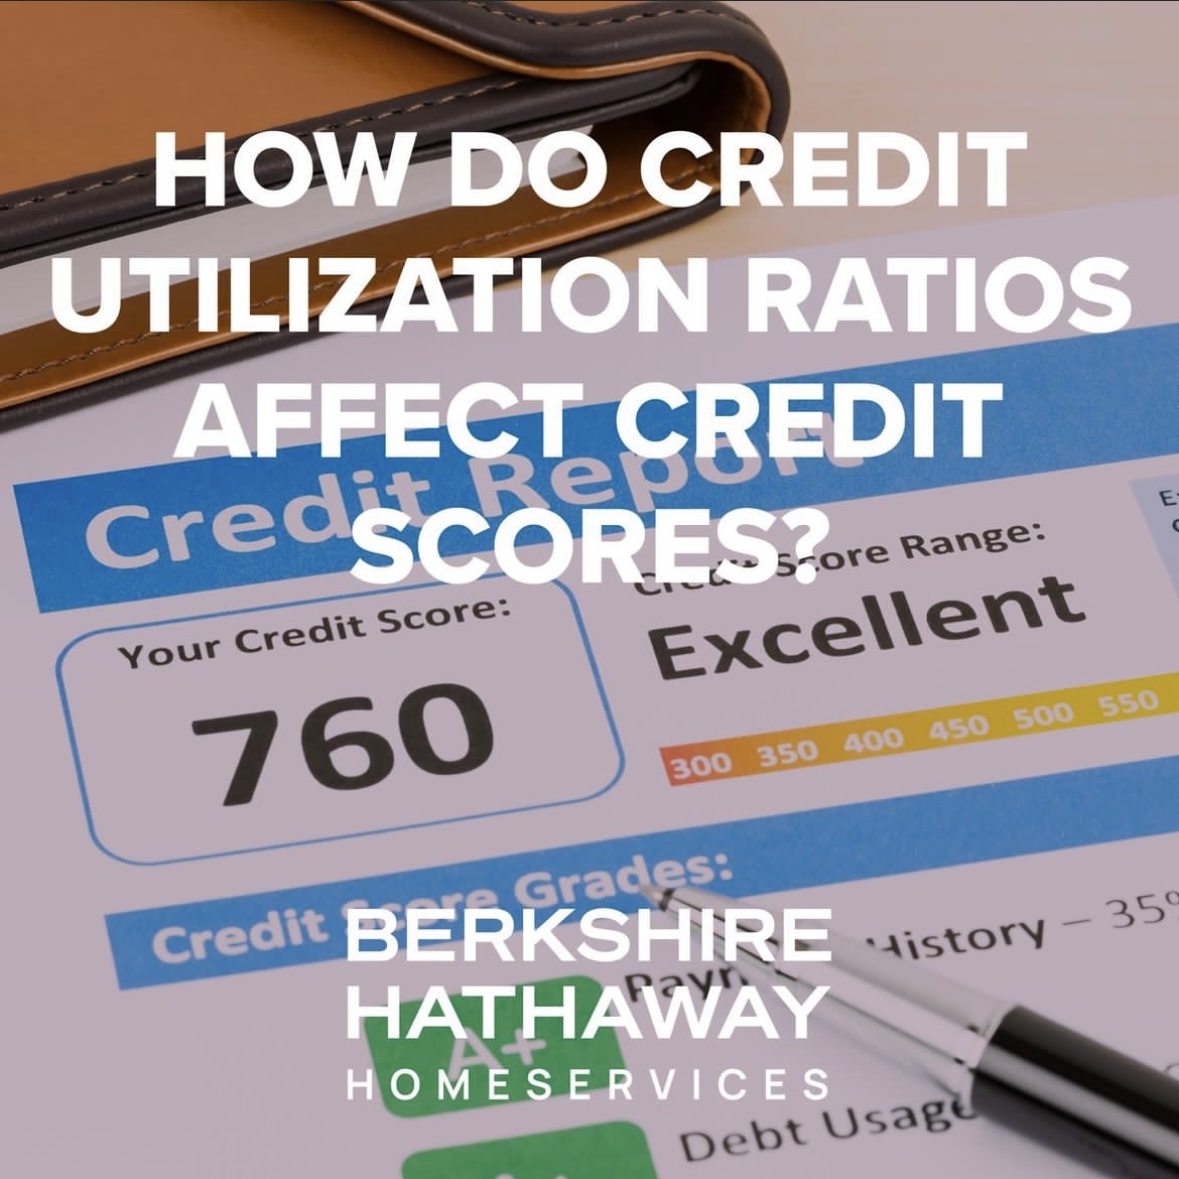 HOW DO CREDIT
UTILIZATION RATIOS
AFFECT CREDIT
SCORES?
Credit Report
Your Credit Score:
760
Credit Score Range:
Excellent
300 350 400 450 500 550
Credit Score Grades:
BERKSHIRE
HATHAWAY
HOMESERVICES
A+
History – 35%
Debt Usage